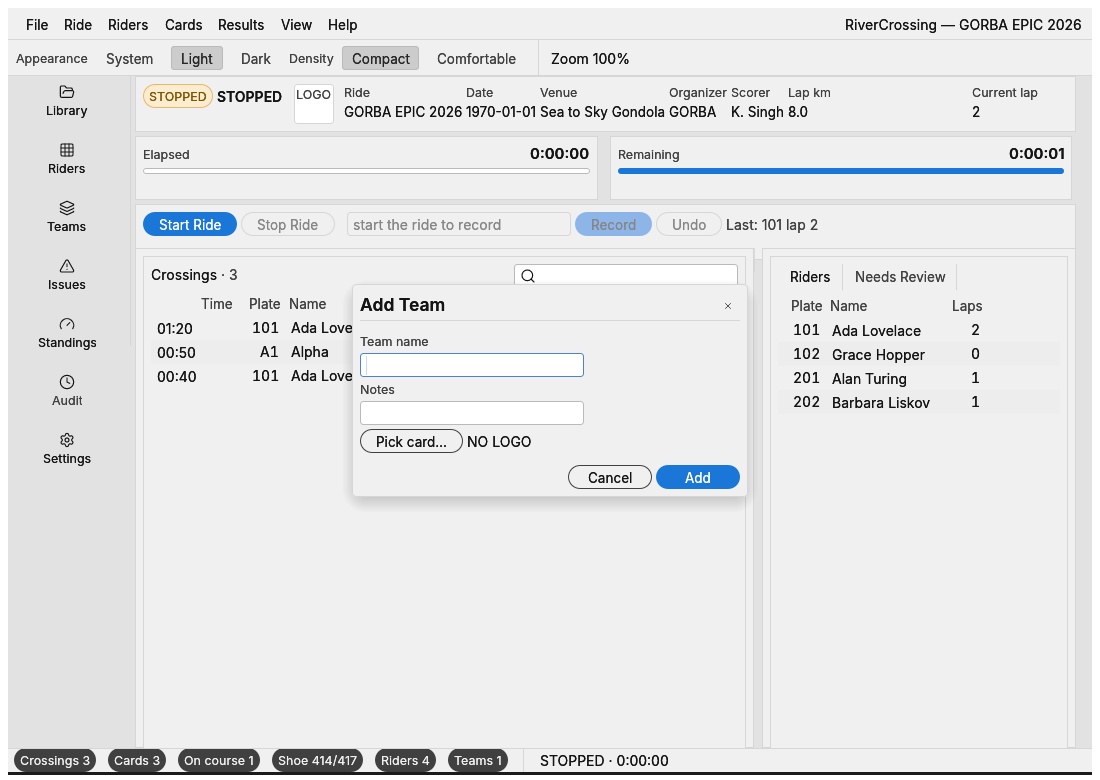 File Ride Riders Cards Results View Help RiverCrossing — GORBA EPIC 2026
Appearance System Light Dark Density Compact Comfortable Zoom 100%
Library
Riders
Teams
Issues
Standings
Audit
Settings
STOPPED STOPPED LOGO
Ride Date Venue Organizer Scorer Lap km Current lap
GORBA EPIC 2026 1970-01-01 Sea to Sky Gondola GORBA K. Singh 8.0 2
Elapsed 0:00:00 Remaining 0:00:01
Start Ride Stop Ride start the ride to record Record Undo Last: 101 lap 2
Crossings · 3
Time Plate Name
01:20 101 Ada Love
00:50 A1 Alpha
00:40 101 Ada Love
Add Team ×
Team name
Notes
Pick card... NO LOGO
Cancel Add
Riders Needs Review
Plate Name Laps
101 Ada Lovelace 2
102 Grace Hopper 0
201 Alan Turing 1
202 Barbara Liskov 1
Crossings 3 Cards 3 On course 1 Shoe 414/417 Riders 4 Teams 1 STOPPED · 0:00:00